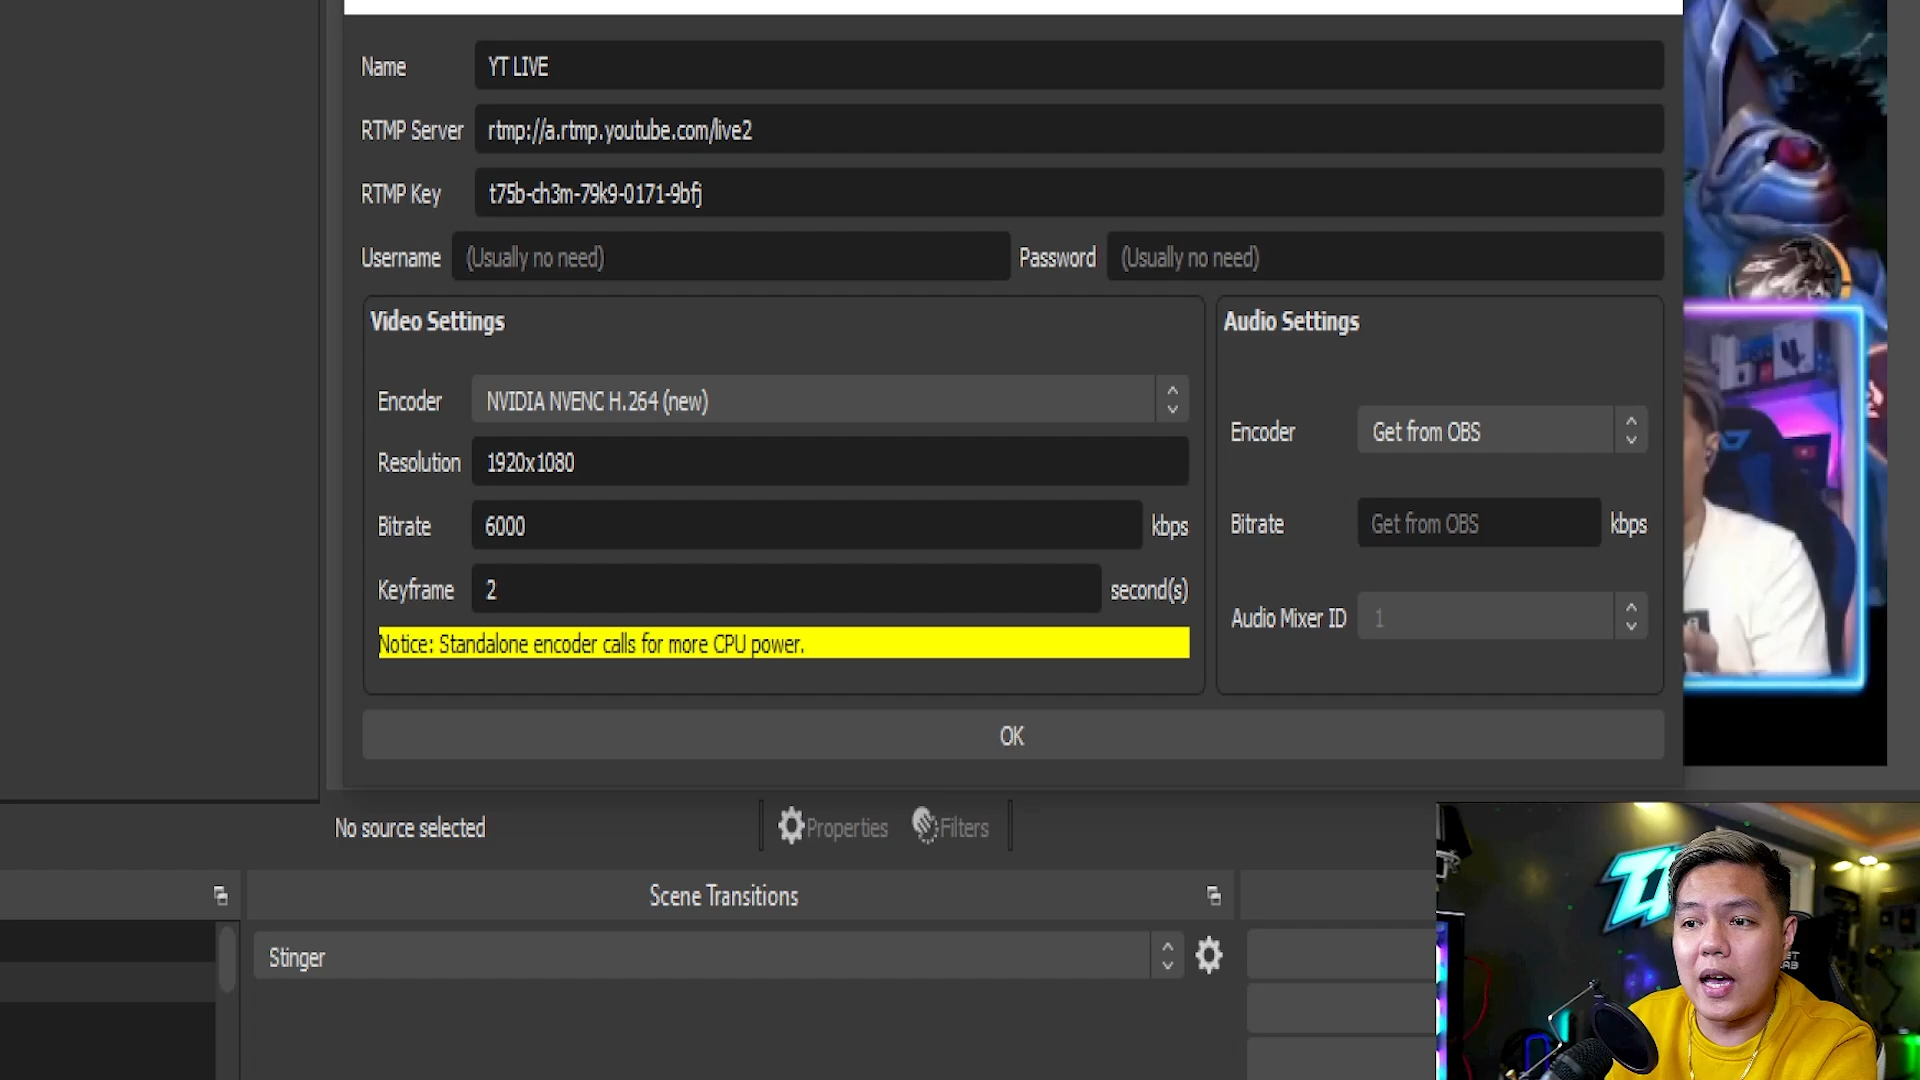 Name YT LIVE
RTMP Server rtmp://a.rtmp.youtube.com/live2
RTMP Key t75b-ch3m-79k9-0171-9bfj
Username (Usually no need) Password (Usually no need)
Video Settings
Encoder NVIDIA NVENC H.264 (new)
Resolution 1920x1080
Bitrate 6000 kbps
Keyframe 2 second(s)
Notice: Standalone encoder calls for more CPU power.
Audio Settings
Encoder Get from OBS
Bitrate Get from OBS kbps
Audio Mixer ID 1
OK
No source selected
Properties
Filters
Scene Transitions
Stinger